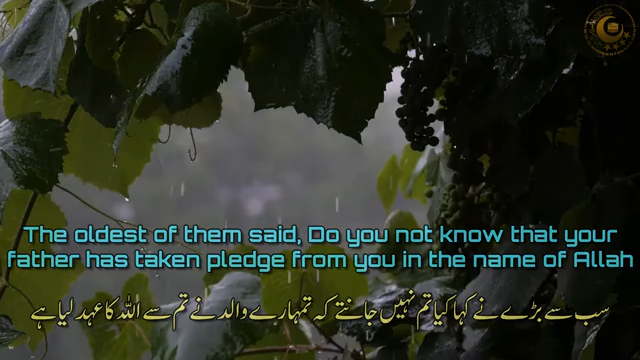 The oldest of them said, Do you not know that your
father has taken pledge from you in the name of Allah
سب سے بڑے نے کہا کیا تم نہیں جانتے کہ تمہارے والد نے تم سے اللہ کا عہد لیا ہے